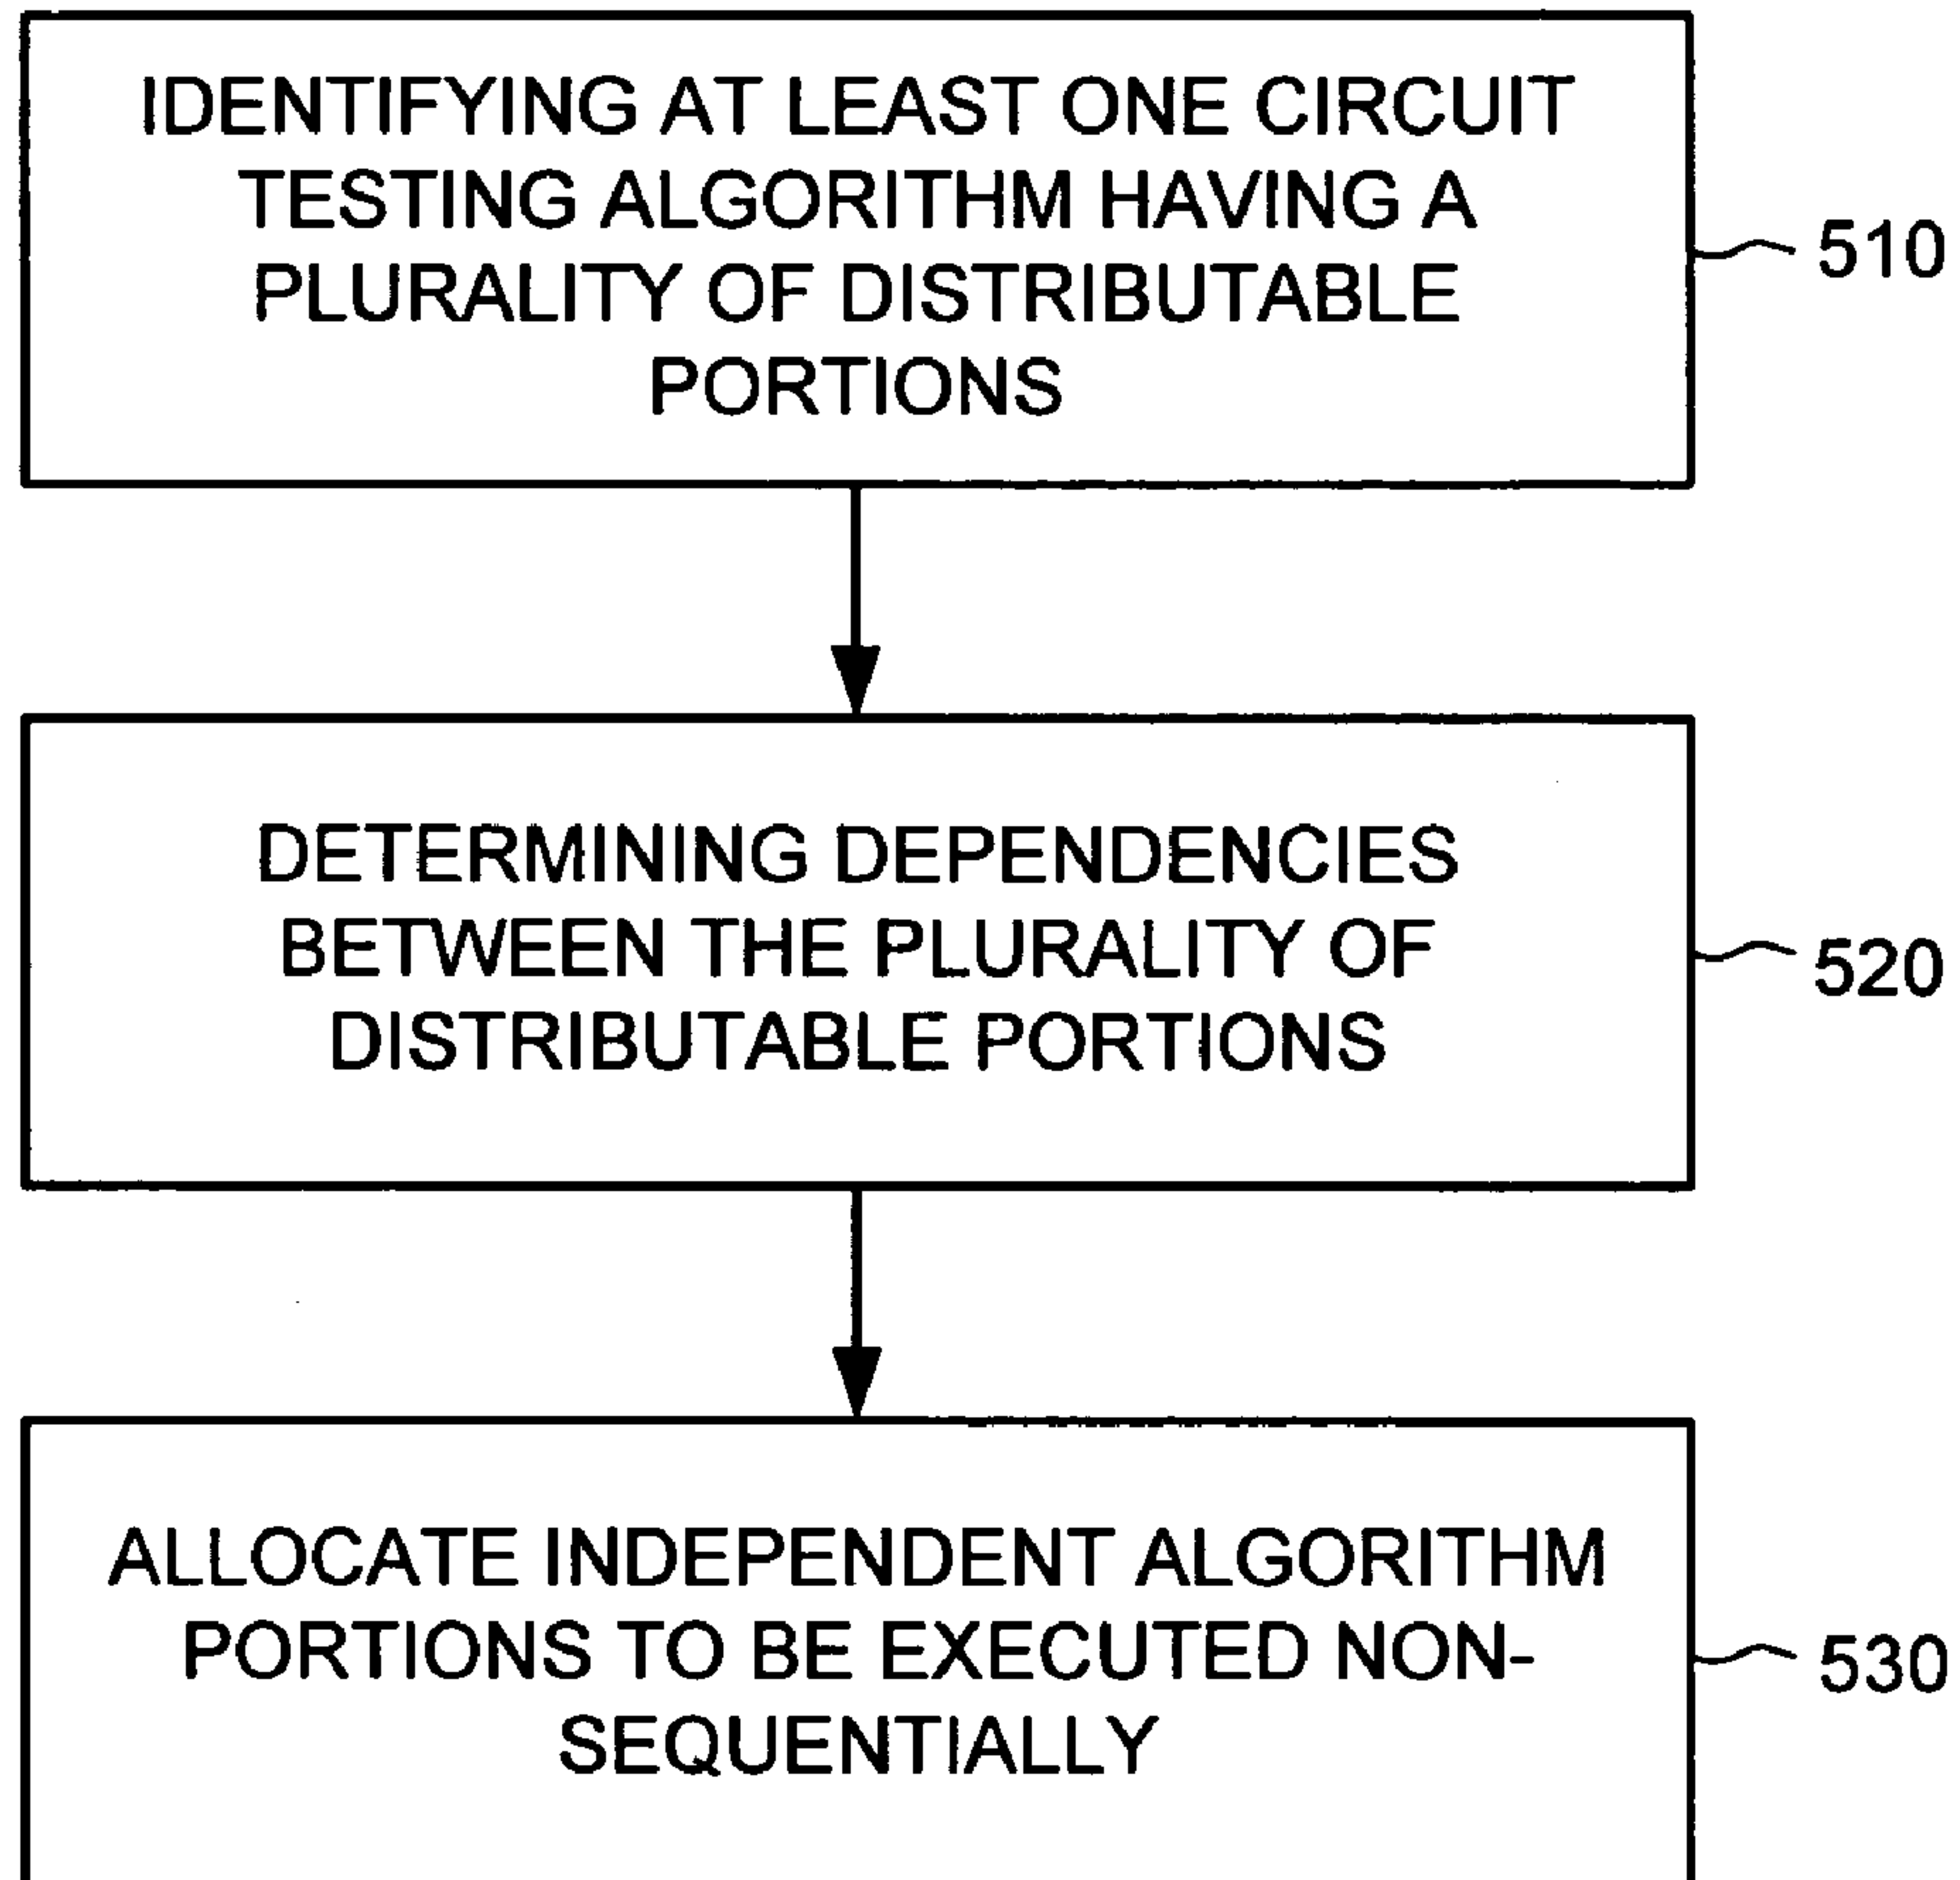 IDENTIFYING AT LEAST ONE CIRCUIT
TESTING ALGORITHM HAVING A
PLURALITY OF DISTRIBUTABLE
PORTIONS
510
DETERMINING DEPENDENCIES
BETWEEN THE PLURALITY OF
DISTRIBUTABLE PORTIONS
520
ALLOCATE INDEPENDENT ALGORITHM
PORTIONS TO BE EXECUTED NON-
SEQUENTIALLY
530